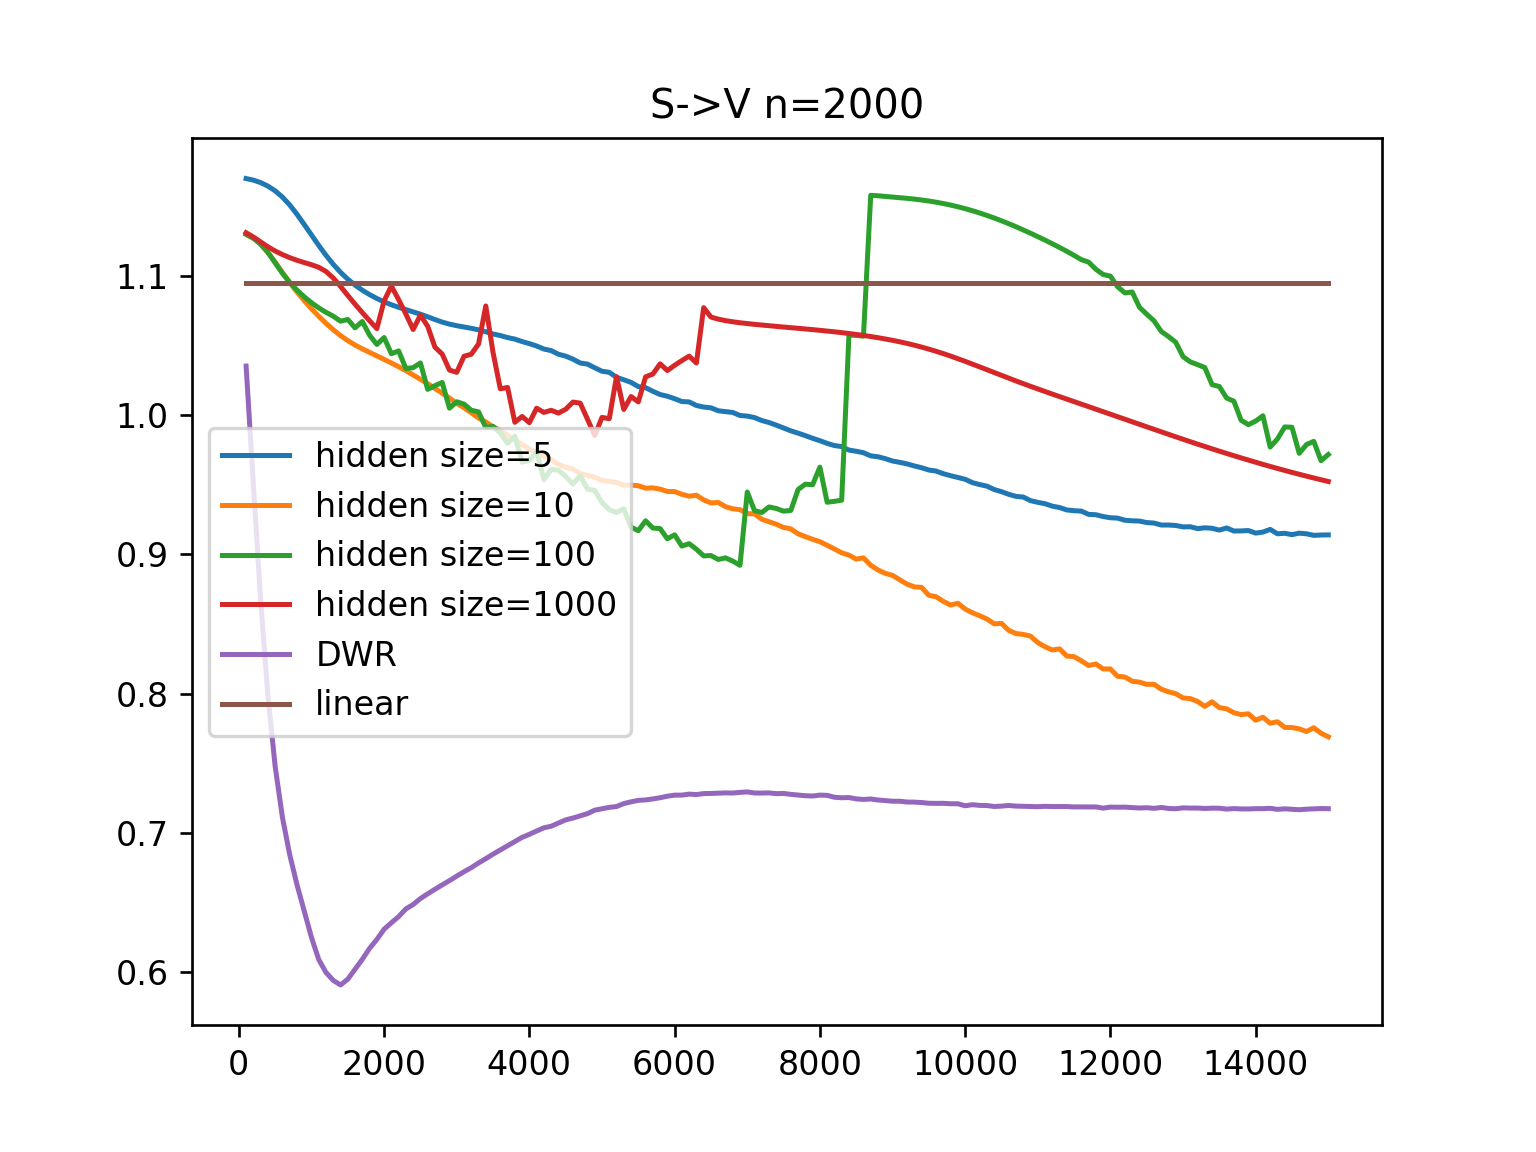 S->V n=2000
1.1
1.0
0.9
0.8
0.7
0.6
hidden size=5
hidden size=10
hidden size=100
hidden size=1000
DWR
linear
0 2000 4000 6000 8000 10000 12000 14000